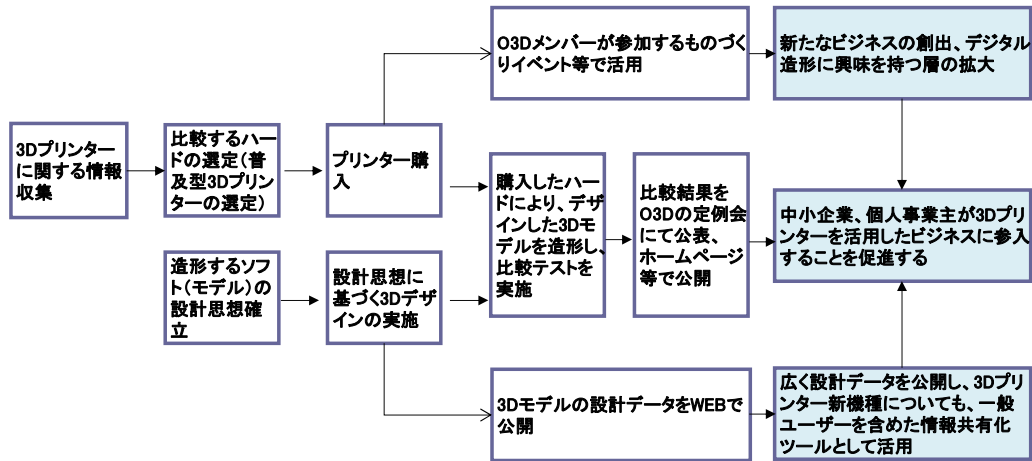 O3Dメンバーが参加するものづく
りイベント等で活用
新たなビジネスの創出、デジタル
造形に興味を持つ層の拡大
3Dプリンター
に関する情報
収集
比較するハー
ドの選定(普
及型3Dプリン
ターの選定)
プリンター購
入
購入したハー
ドにより、デザ
インした3Dモ
デルを造形し、
比較テストを
実施
比較結果を
O3Dの定例会
にて公表、
ホームページ
等で公開
中小企業、個人事業主が3Dプリ
ンターを活用したビジネスに参入
することを促進する
造形するソフ
ト(モデル)の
設計思想確
立
設計思想に
基づく3Dデザ
インの実施
3Dモデルの設計データをWEBで
公開
広く設計データを公開し、3Dプリ
ンター新機種についても、一般
ユーザーを含めた情報共有化
ツールとして活用